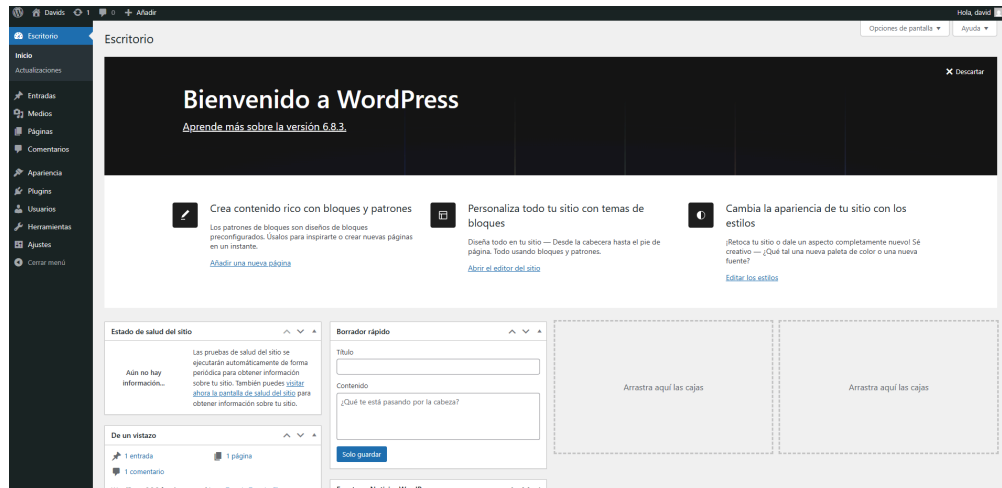 Davids 1 0 + Añadir Hola, david
Escritorio
Inicio
Actualizaciones
Entradas
Medios
Páginas
Comentarios
Apariencia
Plugins
Usuarios
Herramientas
Ajustes
Cerrar menú
Opciones de pantalla ▼ Ayuda ▼
Escritorio
Descartar
Bienvenido a WordPress
Aprende más sobre la versión 6.8.3.
Crea contenido rico con bloques y patrones
Los patrones de bloques son diseños de bloques
preconfigurados. Úsalos para inspirarte o crear nuevas páginas
en un instante.
Añadir una nueva página
Personaliza todo tu sitio con temas de
bloques
Diseña todo en tu sitio — Desde la cabecera hasta el pie de
página. Todo usando bloques y patrones.
Abrir el editor del sitio
Cambia la apariencia de tu sitio con los
estilos
¡Retoca tu sitio o dale un aspecto completamente nuevo! Sé
creativo — ¿Qué tal una nueva paleta de color o una nueva
fuente?
Editar los estilos
Estado de salud del sitio
Aún no hay
información...
Las pruebas de salud del sitio se
ejecutarán automáticamente de forma
periódica para obtener información
sobre tu sitio. También puedes visitar
ahora la pantalla de salud del sitio para
obtener información sobre tu sitio.
De un vistazo
1 entrada 1 página
1 comentario
Borrador rápido
Título
Contenido
¿Qué te está pasando por la cabeza?
Solo guardar
Arrastra aquí las cajas
Arrastra aquí las cajas